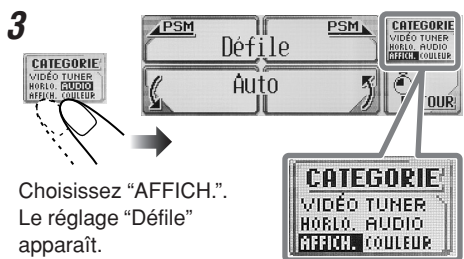 3
CATEGORIE
VIDÉO TUNER
HORLO. AUDIO
AFFICH. COULEUR
PSM
PSM
Défile
Auto
CATEGORIE
VIDÉO TUNER
HORLO. AUDIO
AFFICH. COULEUR
CATEGORIE
VIDÉO TUNER
HORLO. AUDIO
AFFICH. COULEUR
Choisissez “AFFICH.”.
Le réglage “Défile”
apparaît.